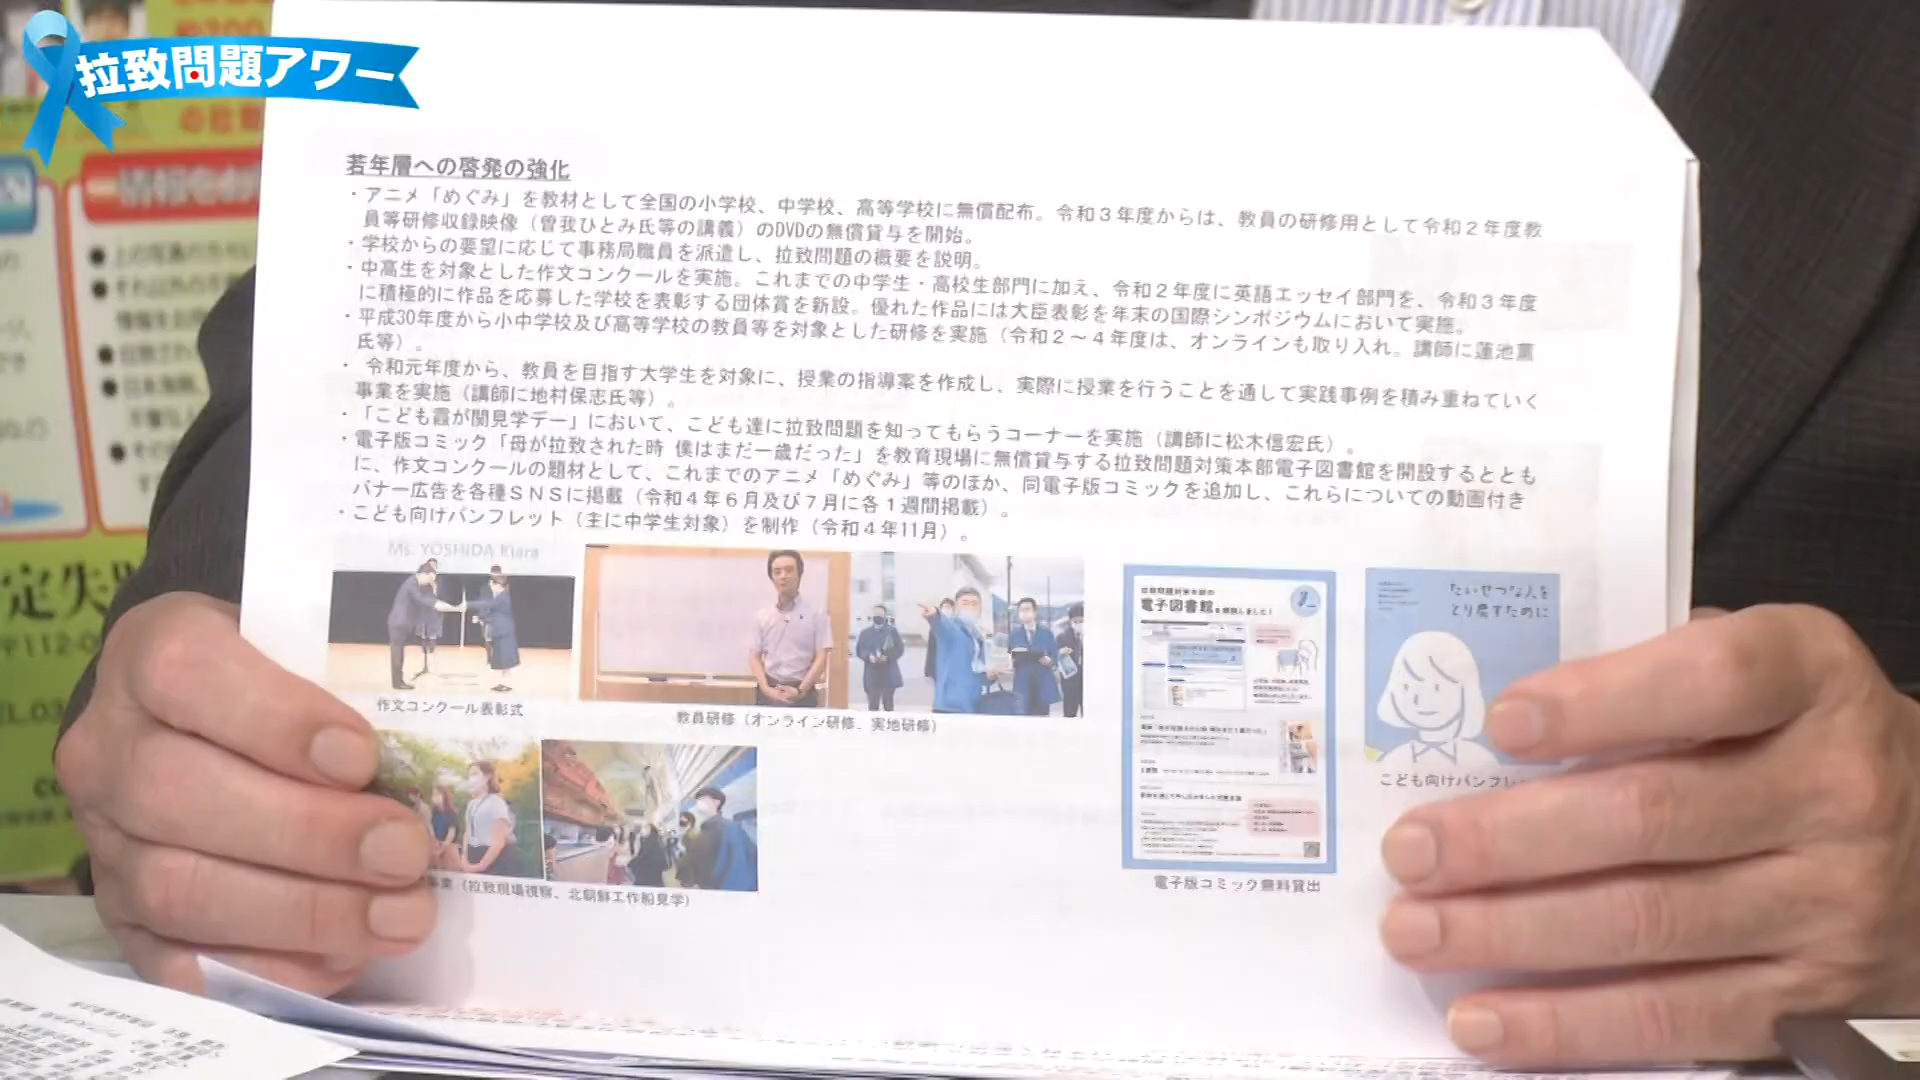 拉致問題アワー
若年層への啓発の強化
・アニメ「めぐみ」を教材として全国の小学校、中学校、高等学校に無償配布。令和3年度からは、教員の研修用として令和2年度教
員等研修収録映像（曽我ひとみ氏等の講義）のDVDの無償貸与を開始。
・学校からの要望に応じて事務局職員を派遣し、拉致問題の概要を説明。
・中高生を対象とした作文コンクールを実施。これまでの中学生・高校生部門に加え、令和2年度に英語エッセイ部門を、令和3年度
に積極的に作品を応募した学校を表彰する団体賞を新設。優れた作品には大臣表彰を年末の国際シンポジウムにおいて実施。
・平成30年度から小中学校及び高等学校の教員等を対象とした研修を実施（令和2～4年度は、オンラインも取り入れ。講師に蓮池薫
氏等）。
・ 令和元年度から、教員を目指す大学生を対象に、授業の指導案を作成し、実際に授業を行うことを通して実践事例を積み重ねていく
事業を実施（講師に地村保志氏等）。
・「こども霞が関見学デー」において、こども達に拉致問題を知ってもらうコーナーを実施（講師に松木信宏氏）。
・電子版コミック「母が拉致された時 僕はまだ一歳だった」を教育現場に無償貸与する拉致問題対策本部電子図書館を開設するととも
に、作文コンクールの題材として、これまでのアニメ「めぐみ」等のほか、同電子版コミックを追加し、これらについての動画付き
バナー広告を各種ＳＮＳに掲載（令和4年6月及び7月に各1週間掲載）。
・こども向けパンフレット（主に中学生対象）を制作（令和4年11月）。
Ms. YOSHIDA Kiara
作文コンクール表彰式
教員研修（オンライン研修、実地研修）
電子図書館を開設しました！
たいせつな人を
とり戻すために
こども向けパンフレ
事業（拉致現場視察、北朝鮮工作船見学）
電子版コミック無料貸出
定失
〒112-0